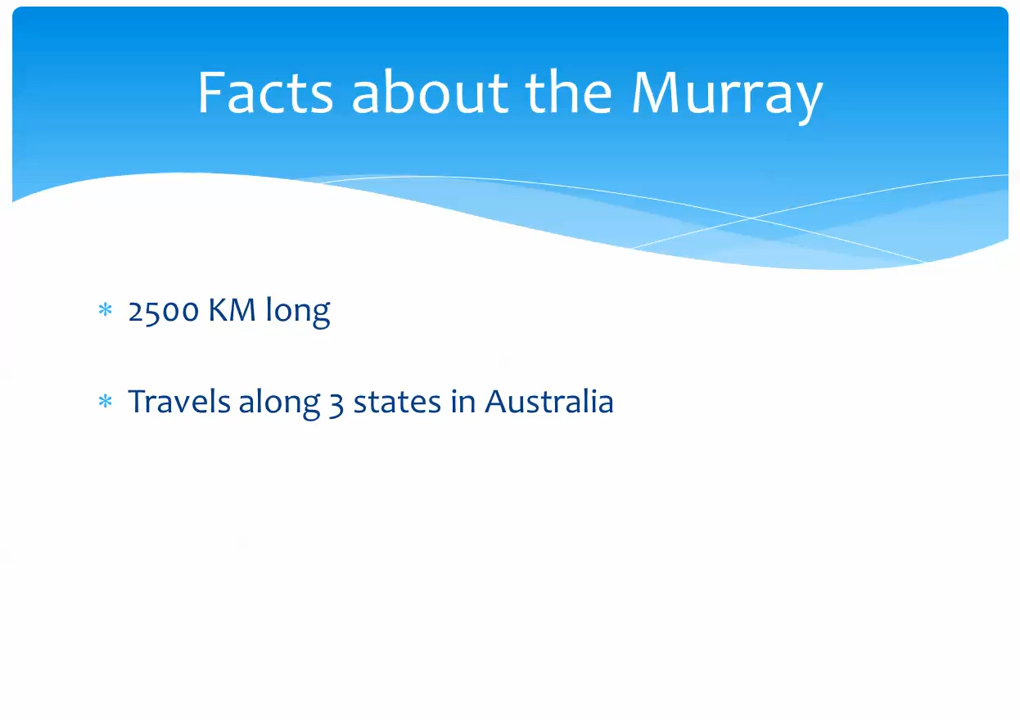 Facts about the Murray
* 2500 KM long
* Travels along 3 states in Australia